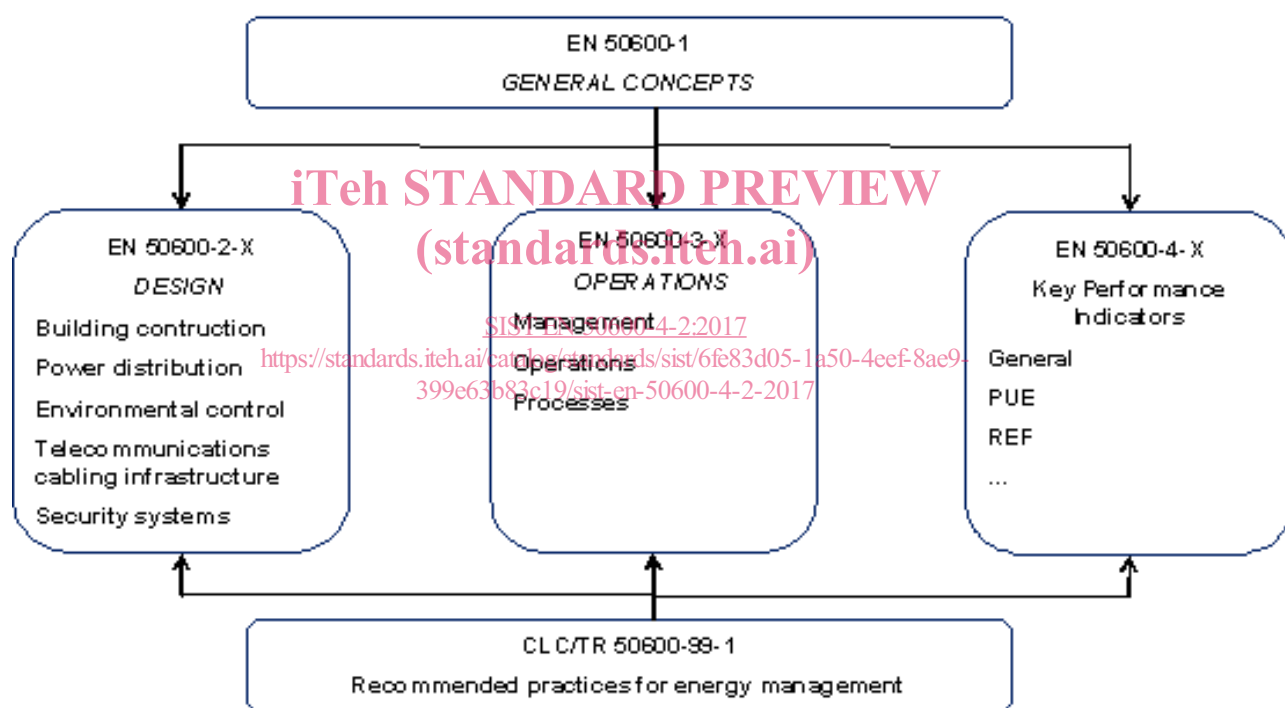 EN 50600-1
GENERAL CONCEPTS
iTeh STANDARD PREVIEW
(standards.iteh.ai)
EN 50600-2-X
DESIGN
Building contruction
Power distribution
Environmental control
Telecommunications
cabling infrastructure
Security systems
EN 50600-3-X
OPERATIONS
Management
Operations
Processes
SIST EN 50600-4-2:2017
https://standards.iteh.ai/catalog/standards/sist/6fe83d05-1a50-4eef-8ae9-
399e63b83c19/sist-en-50600-4-2-2017
EN 50600-4-X
Key Performance
Indicators
General
PUE
REF
...
CLC/TR 50600-99-1
Recommended practices for energy management